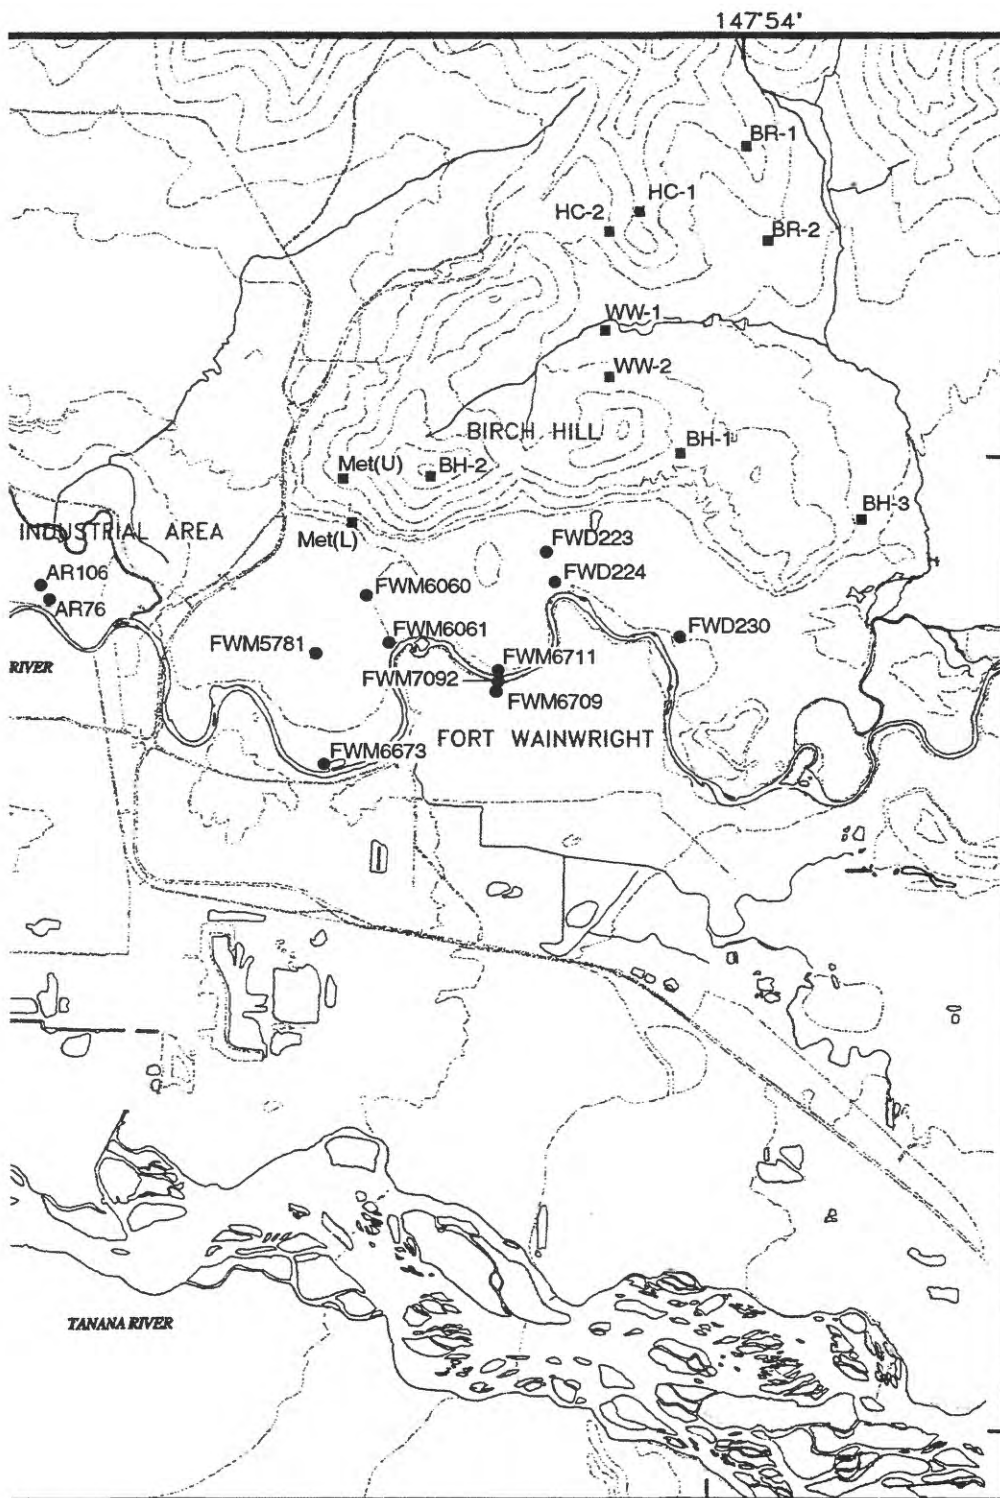 147°54'
BR-1
HC-1
HC-2
BR-2
WW-1
WW-2
BIRCH HILL
BH-1
Met(U)
BH-2
BH-3
Met(L)
INDUSTRIAL AREA
FWD223
AR106
FWM6060
FWD224
AR76
FWM6061
FWD230
FWM5781
RIVER
FWM6711
FWM7092
FWM6709
FORT WAINWRIGHT
FWM6673
TANANA RIVER